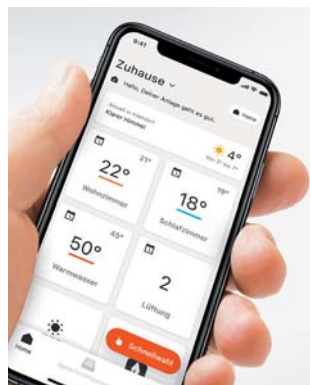 9:41
Zuhause
Hallo, Deiner Anlage geht es gut.
Home
Klarer Himmel
4°
21°
22°
Wohnzimmer
19°
18°
Schlafzimmer
45°
50°
Warmwasser
2
Lüftung
Home
Schnellwahl